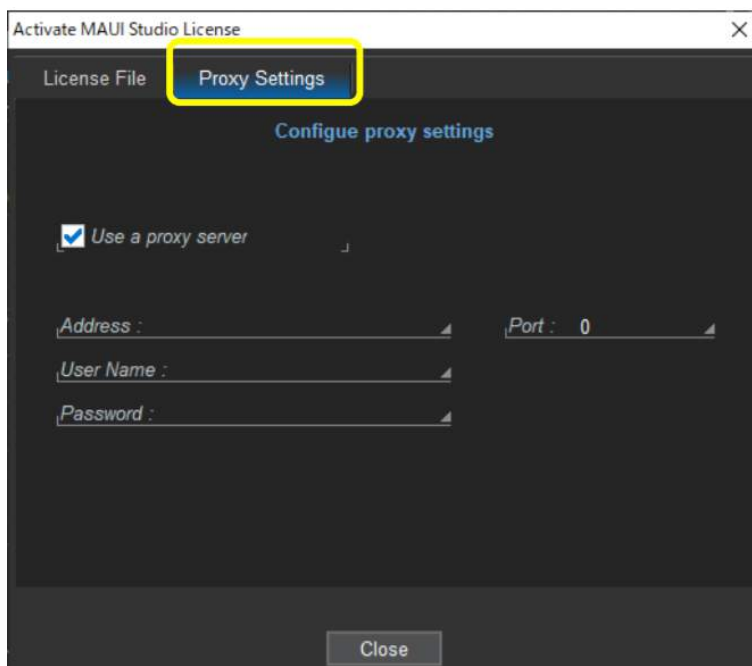 Activate MAUI Studio License
License File Proxy Settings
Configue proxy settings
Use a proxy server
Address : Port : 0
User Name :
Password :
Close